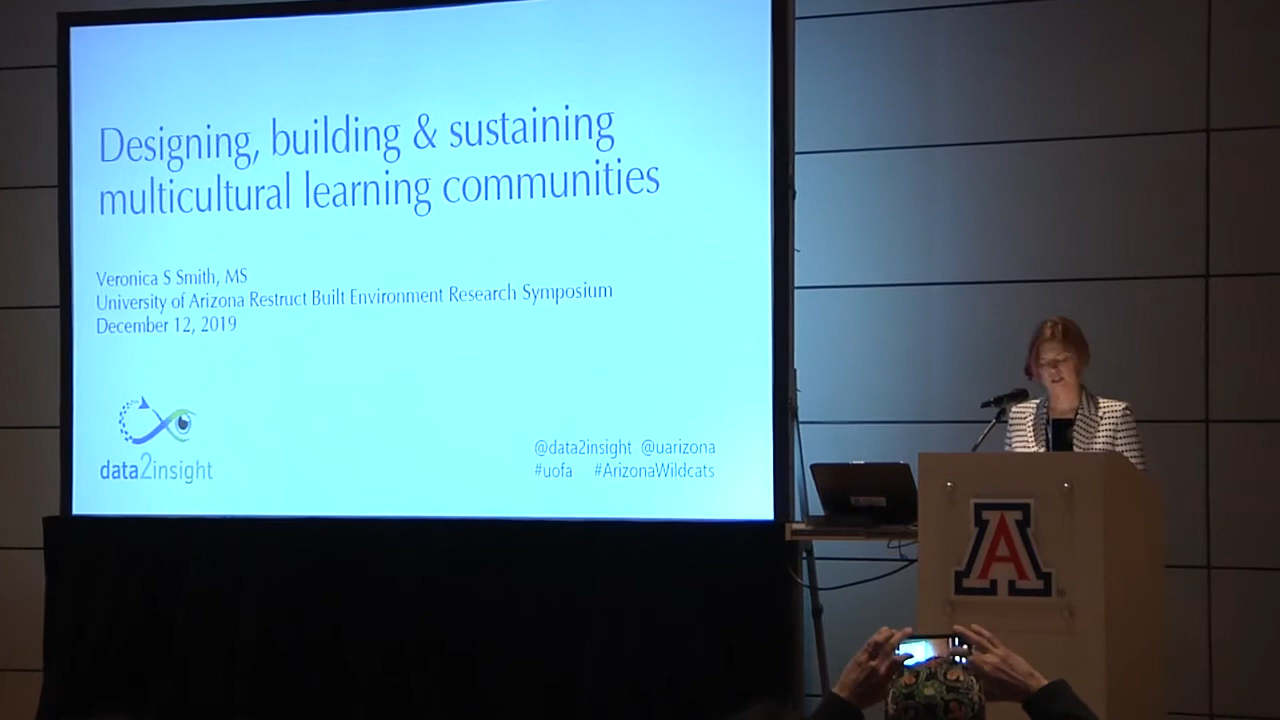 Designing, building & sustaining
multicultural learning communities
Veronica S Smith, MS
University of Arizona Restruct Built Environment Research Symposium
December 12, 2019
data2insight
@data2insight @uarizona
#uofa #ArizonaWildcats
A